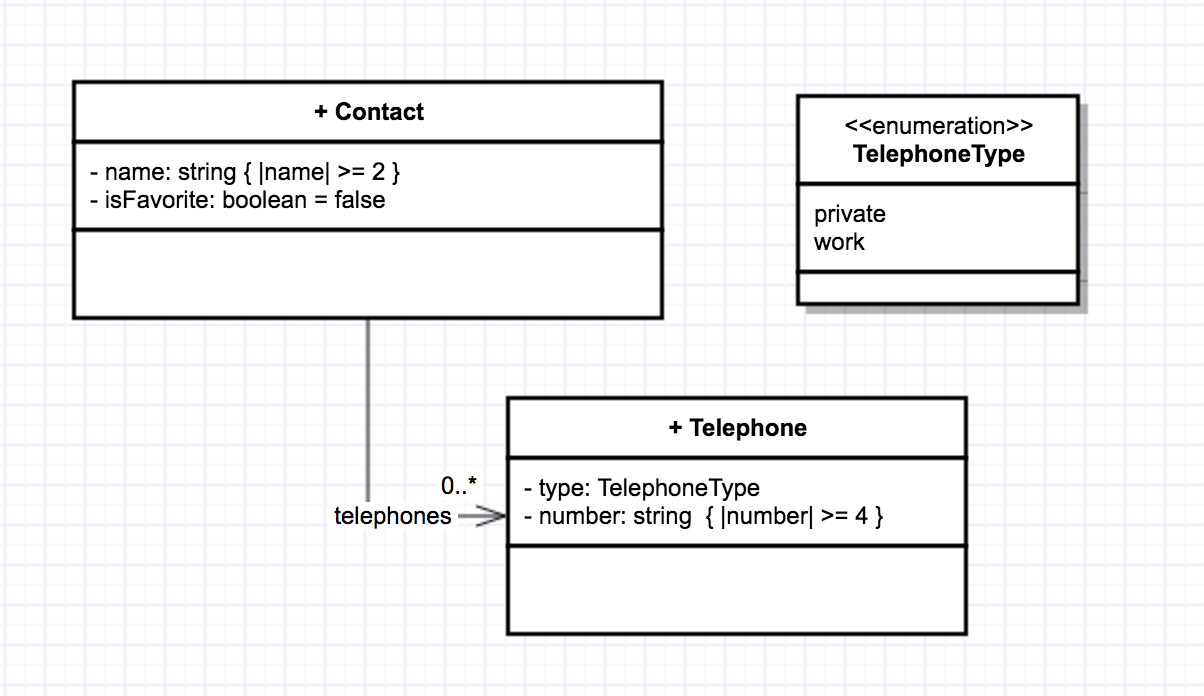 + Contact
- name: string { |name| >= 2 }
- isFavorite: boolean = false
<<enumeration>>
TelephoneType
private
work
+ Telephone
- type: TelephoneType
- number: string  { |number| >= 4 }
0..*
telephones